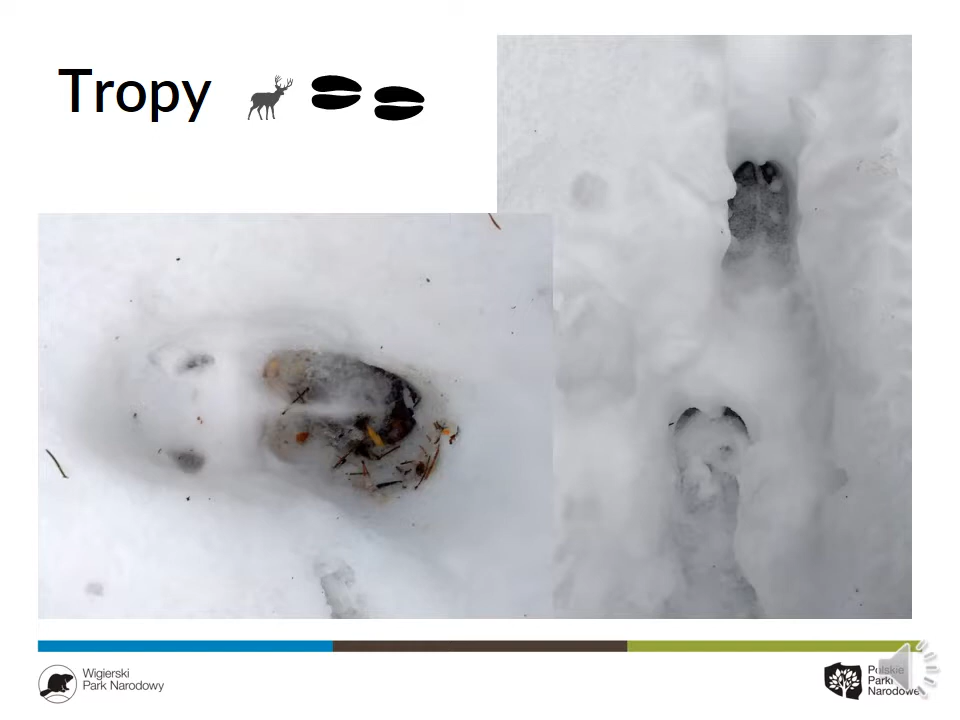 Tropy
Wigierski
Park Narodowy
Polskie
Parki
Narodowe